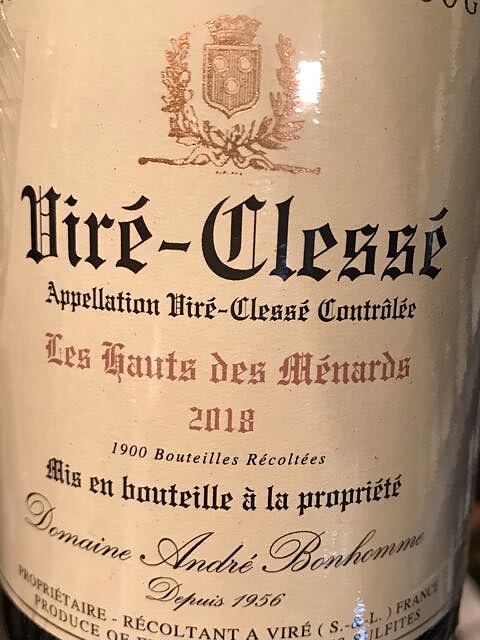 Viré-Clessé
Appellation Viré-Clessé Contrôlée
Les Hauts des Ménards
2018
1900 Bouteilles Récoltées
Mis en bouteille à la propriété
Domaine André Bonhomme
Depuis 1956
PROPRIÉTAIRE - RÉCOLTANT A VIRÉ ( S.-&-L. ) FRANCE
PRODUCE OF SULFITES